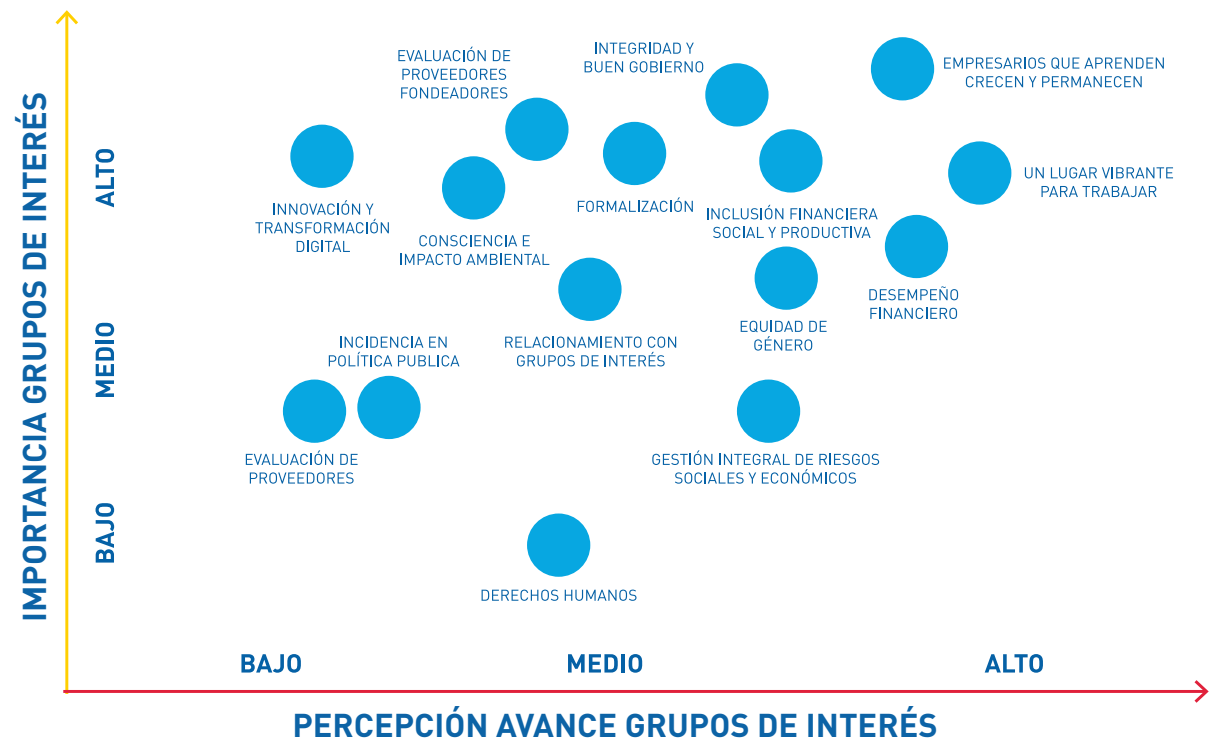 IMPORTANCIA GRUPOS DE INTERÉS
ALTO
MEDIO
BAJO
EVALUACIÓN DE
PROVEEDORES
FONDEADORES
INTEGRIDAD Y
BUEN GOBIERNO
EMPRESARIOS QUE APRENDEN
CRECEN Y PERMANECEN
UN LUGAR VIBRANTE
PARA TRABAJAR
INNOVACIÓN Y
TRANSFORMACIÓN
DIGITAL
CONSCIENCIA E
IMPACTO AMBIENTAL
FORMALIZACIÓN
INCLUSIÓN FINANCIERA
SOCIAL Y PRODUCTIVA
DESEMPEÑO
FINANCIERO
EQUIDAD DE
GÉNERO
INCIDENCIA EN
POLÍTICA PUBLICA
RELACIONAMIENTO CON
GRUPOS DE INTERÉS
EVALUACIÓN DE
PROVEEDORES
GESTIÓN INTEGRAL DE RIESGOS
SOCIALES Y ECONÓMICOS
DERECHOS HUMANOS
BAJO
MEDIO
ALTO
PERCEPCIÓN AVANCE GRUPOS DE INTERÉS